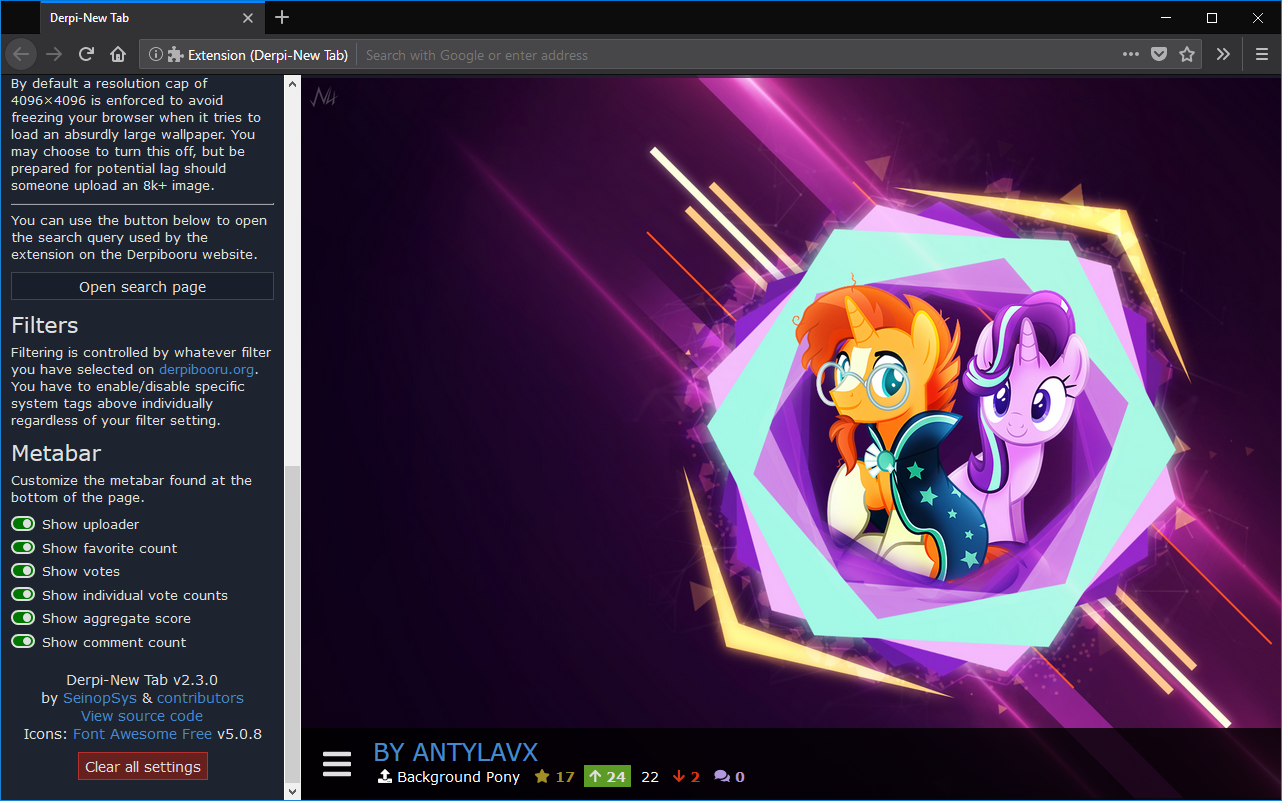 Derpi-New Tab
Extension (Derpi-New Tab)
Search with Google or enter address
By default a resolution cap of
4096×4096 is enforced to avoid
freezing your browser when it tries to
load an absurdly large wallpaper. You
may choose to turn this off, but be
prepared for potential lag should
someone upload an 8k+ image.
You can use the button below to open
the search query used by the
extension on the Derpibooru website.
Open search page
Filters
Filtering is controlled by whatever filter
you have selected on derpibooru.org.
You have to enable/disable specific
system tags above individually
regardless of your filter setting.
Metabar
Customize the metabar found at the
bottom of the page.
Show uploader
Show favorite count
Show votes
Show individual vote counts
Show aggregate score
Show comment count
Derpi-New Tab v2.3.0
by SeinopSys & contributors
View source code
Icons: Font Awesome Free v5.0.8
Clear all settings
BY ANTYLAVX
Background Pony 17 24 22 2 0